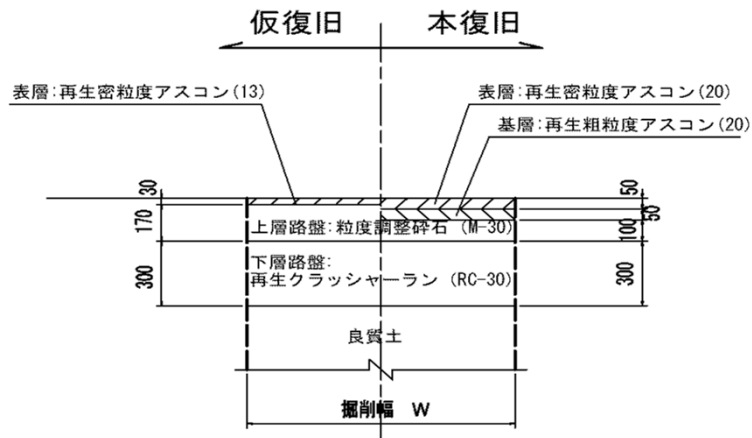 仮復旧
本復旧
表層:再生密粒度アスコン(13)
表層:再生密粒度アスコン(20)
基層:再生粗粒度アスコン(20)
30
170
300
50
50
100
300
上層路盤:粒度調整砕石 (M-30)
下層路盤:
再生クラッシャーラン (RC-30)
良質土
掘削幅 W